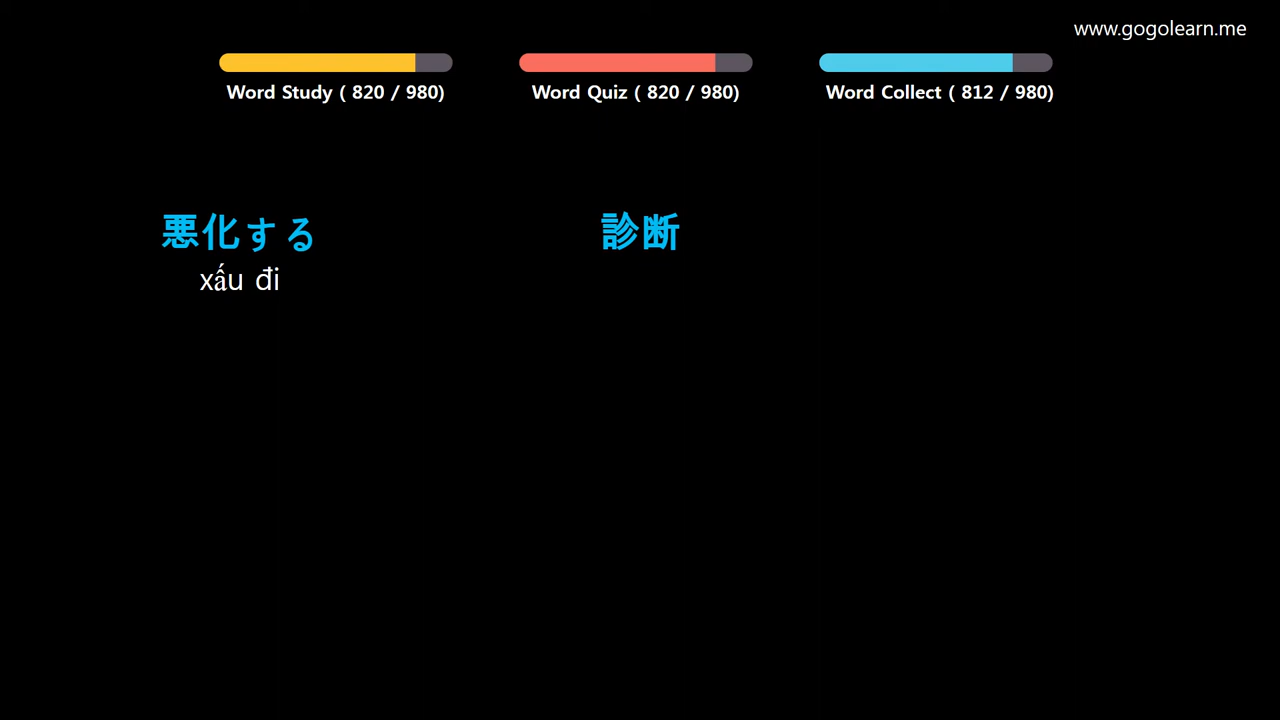 www.gogolearn.me
Word Study ( 820 / 980)
Word Quiz ( 820 / 980)
Word Collect ( 812 / 980)
悪化する
xấu đi
診断